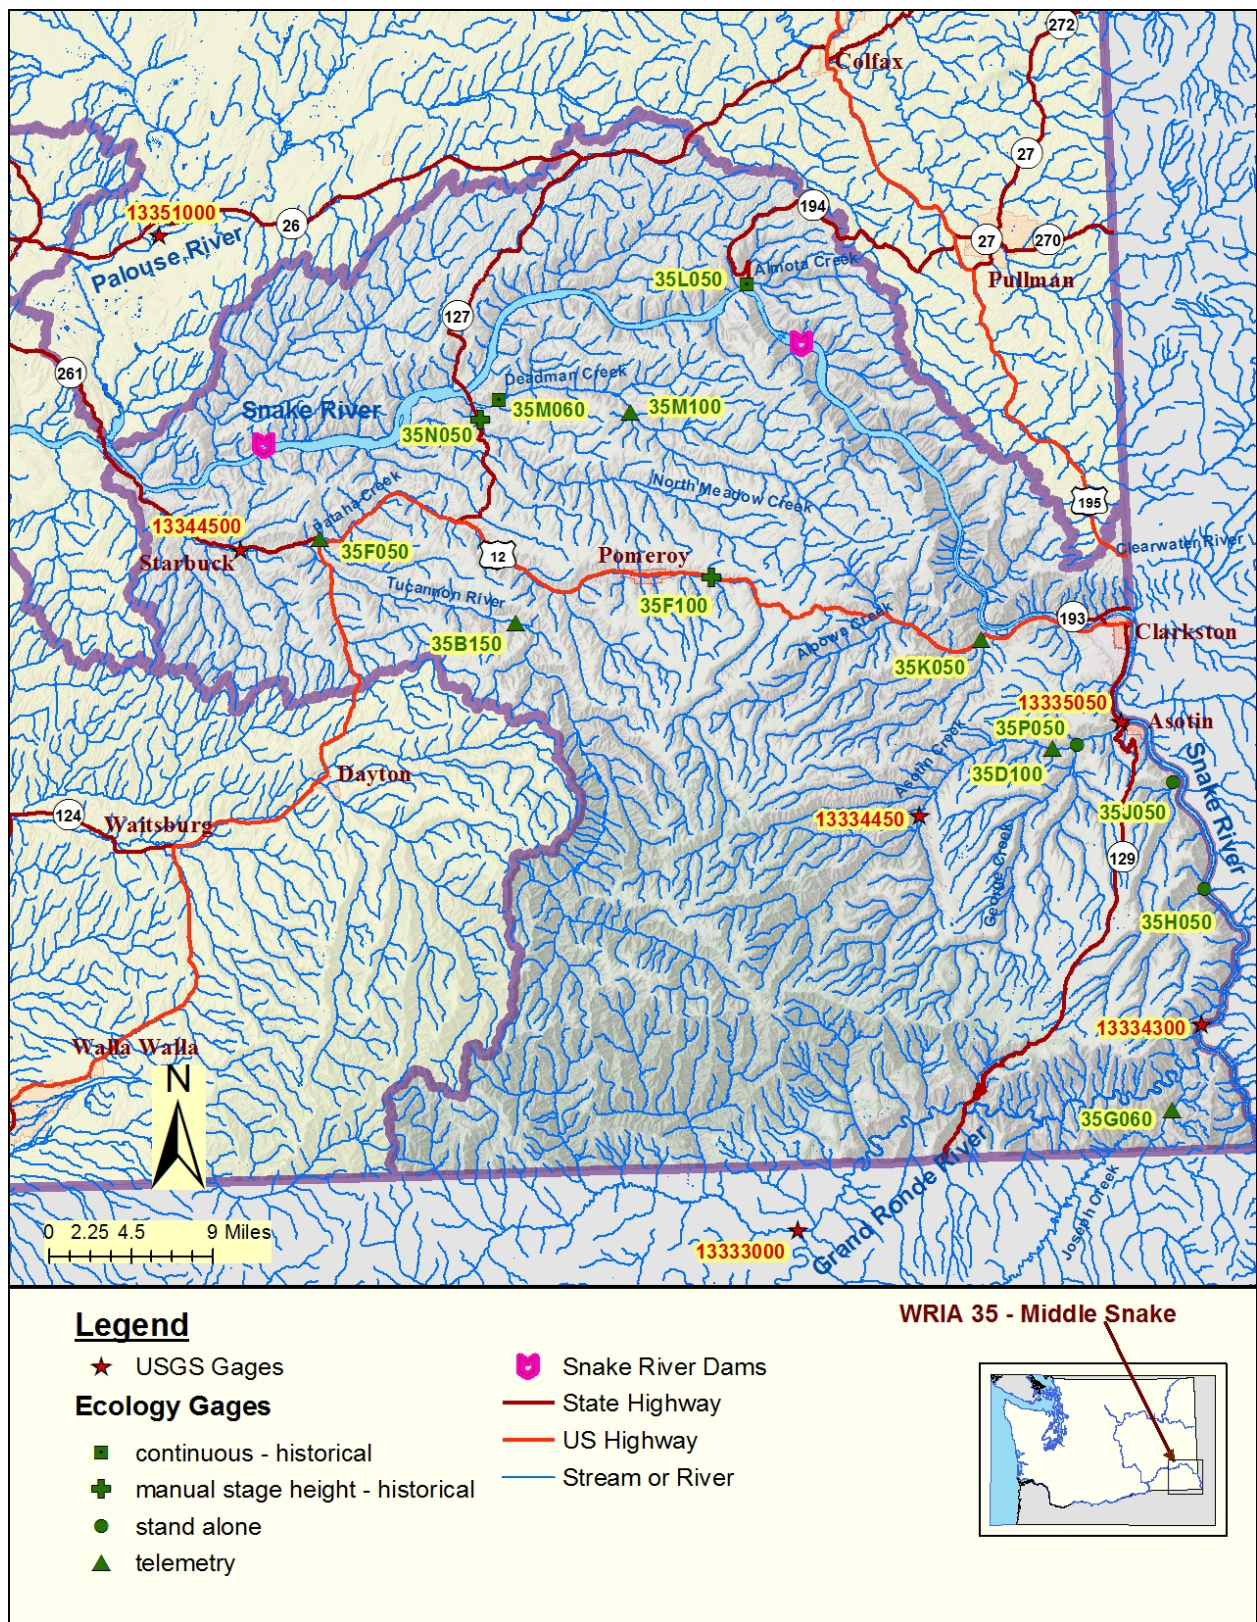 272
Colfax
27
13351000
26
194
27
270
Palouse River
35L050
Almota Creek
Pullman
127
261
Deadman Creek
Snake River
35M060
35M100
35N050
North Meadow Creek
195
Pataha Creek
13344500
Starbuck
35F050
12
Pomeroy
Clearwater River
Tucannon River
35F100
35B150
Alpowa Creek
193
Clarkston
35K050
13335050
35P050
Asotin
Asotin Creek
35D100
Snake River
Dayton
35J050
124
Waitsburg
13334450
129
George Creek
35H050
13334300
Walla Walla
N
35G060
Grand Ronde River
Joseph Creek
0 2.25 4.5 9 Miles
13333000
Legend
USGS Gages
Ecology Gages
continuous - historical
manual stage height - historical
stand alone
telemetry
Snake River Dams
State Highway
US Highway
Stream or River
WRIA 35 - Middle Snake